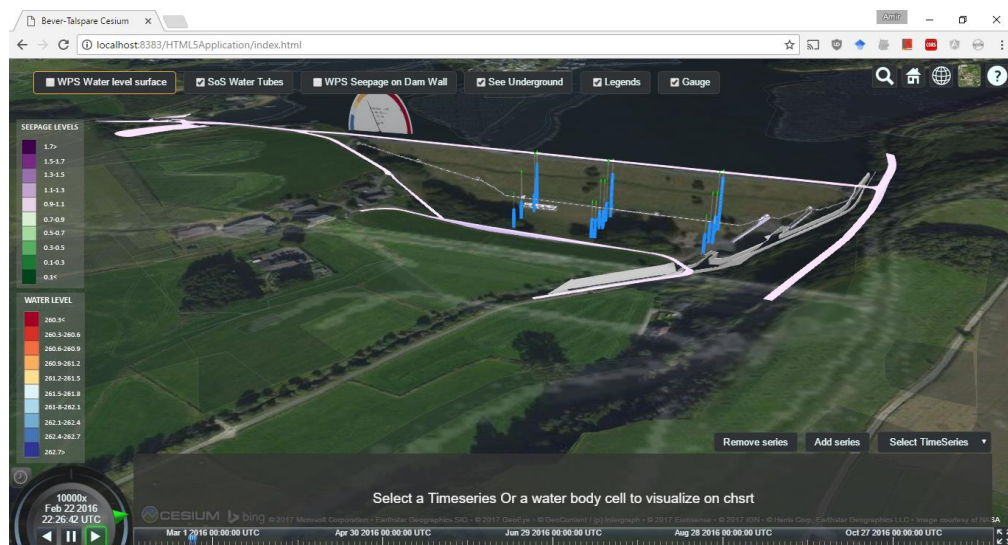 Bever-Talspare Cesium
Amir
localhost:8383/HTML5Application/index.html
WPS Water level surface
SoS Water Tubes
WPS Seepage on Dam Wall
See Underground
Legends
Gauge
SEEPAGE LEVELS
1.7>
1.5-1.7
1.3-1.5
1.1-1.3
0.9-1.1
0.7-0.9
0.5-0.7
0.3-0.5
0.1-0.3
0.1<
WATER LEVEL
260.3<
260.3-260.6
260.6-260.9
260.9-261.2
261.2-261.5
261.5-261.8
261-8-262.1
262.1-262.4
262.4-262.7
262.7>
Remove series
Add series
Select TimeSeries
Select a Timeseries Or a water body cell to visualize on chsrt
10000x
Feb 22 2016
22:26:42 UTC
CESIUM bing
Mar 1 2016 00:00:00 UTC
Apr 30 2016 00:00:00 UTC
Jun 29 2016 00:00:00 UTC
Aug 28 2016 00:00:00 UTC
Oct 27 2016 00:00:00 UTC